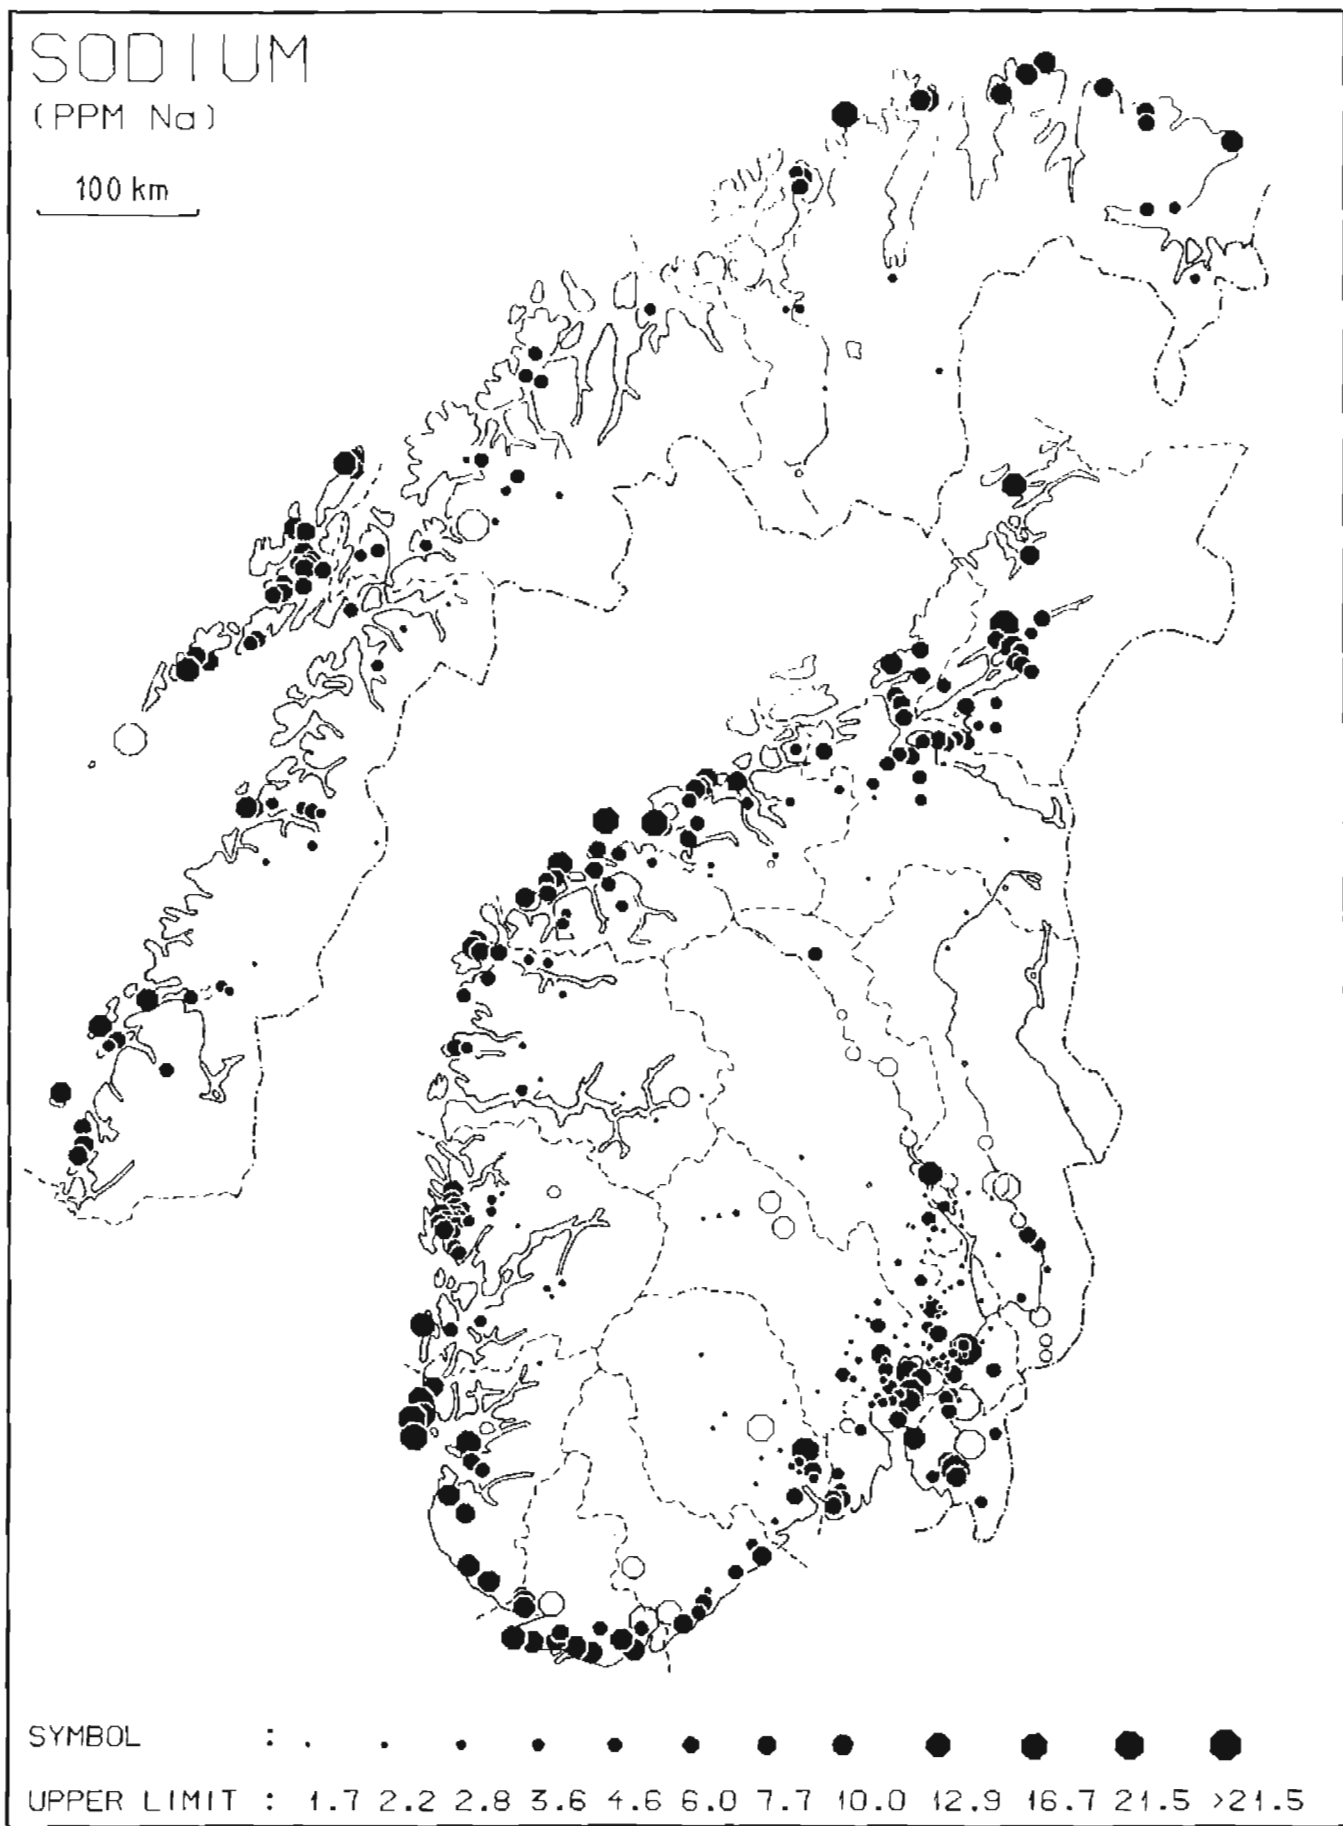 SODIUM
(PPM Na)
100 km
SYMBOL :
UPPER LIMIT : 1.7 2.2 2.8 3.6 4.6 6.0 7.7 10.0 12.9 16.7 21.5 >21.5